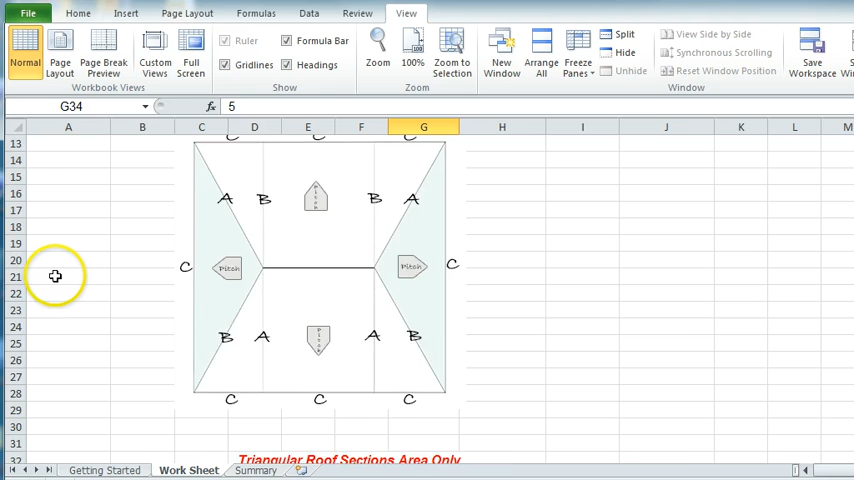 File Home Insert Page Layout Formulas Data Review View
Normal Page Layout Page Break Preview Custom Views Full Screen Workbook Views
Ruler Formula Bar
Gridlines Headings
Show
Zoom 100% Zoom to Selection
Zoom
New Window Arrange All Freeze Panes
Split
Hide
Unhide
View Side by Side
Synchronous Scrolling
Reset Window Position
Window
Save Workspace
G34 fx 5
A B C D E F G H I J K L M
13
14
15
16
17
18
19
20
21
22
23
24
25
26
27
28
29
30
31
32
C C C
A B Pitch B A
C Pitch Pitch C
B A Pitch A B
C C C
Triangular Roof Sections Area Only
Getting Started Work Sheet Summary